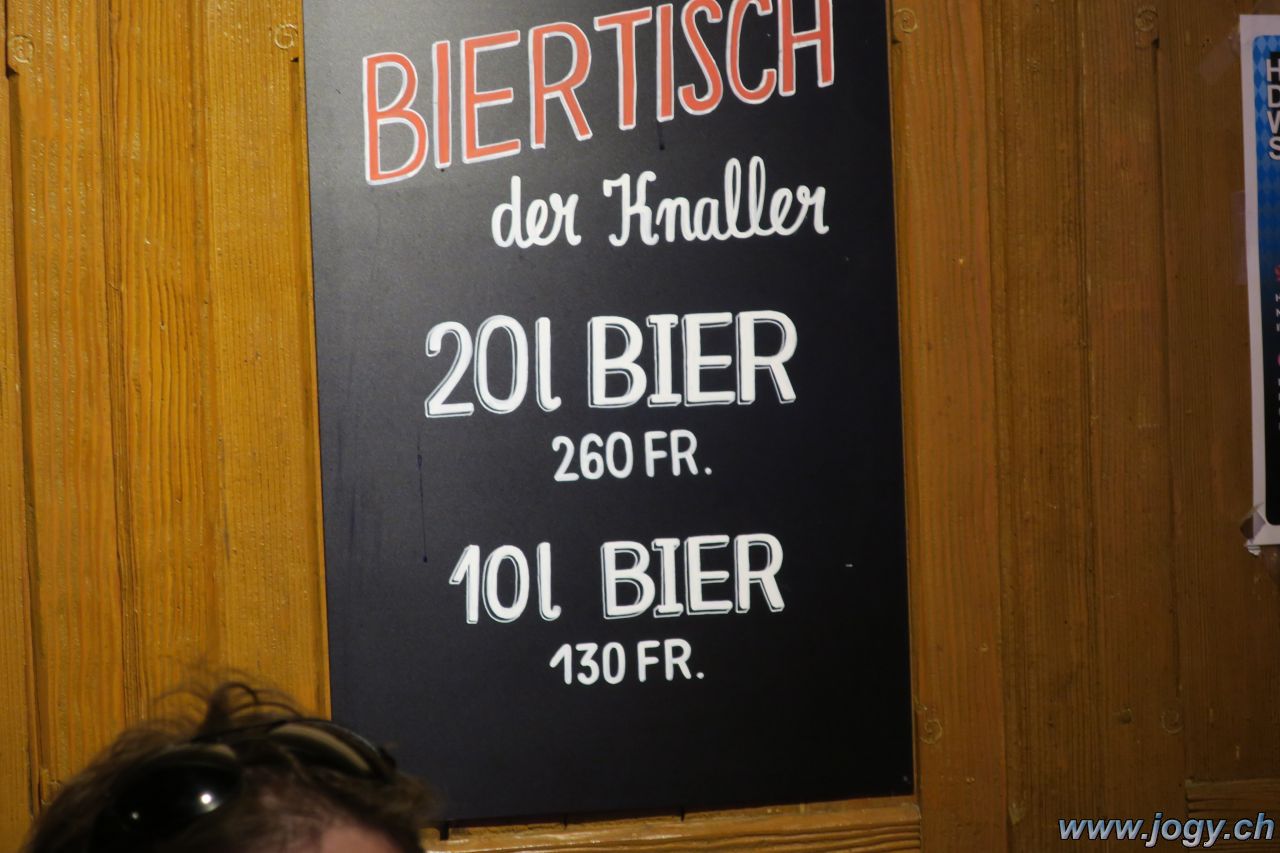 BIERTISCH
der Knaller
20l BIER
260 FR.
10l BIER
130 FR.
www.jogy.ch